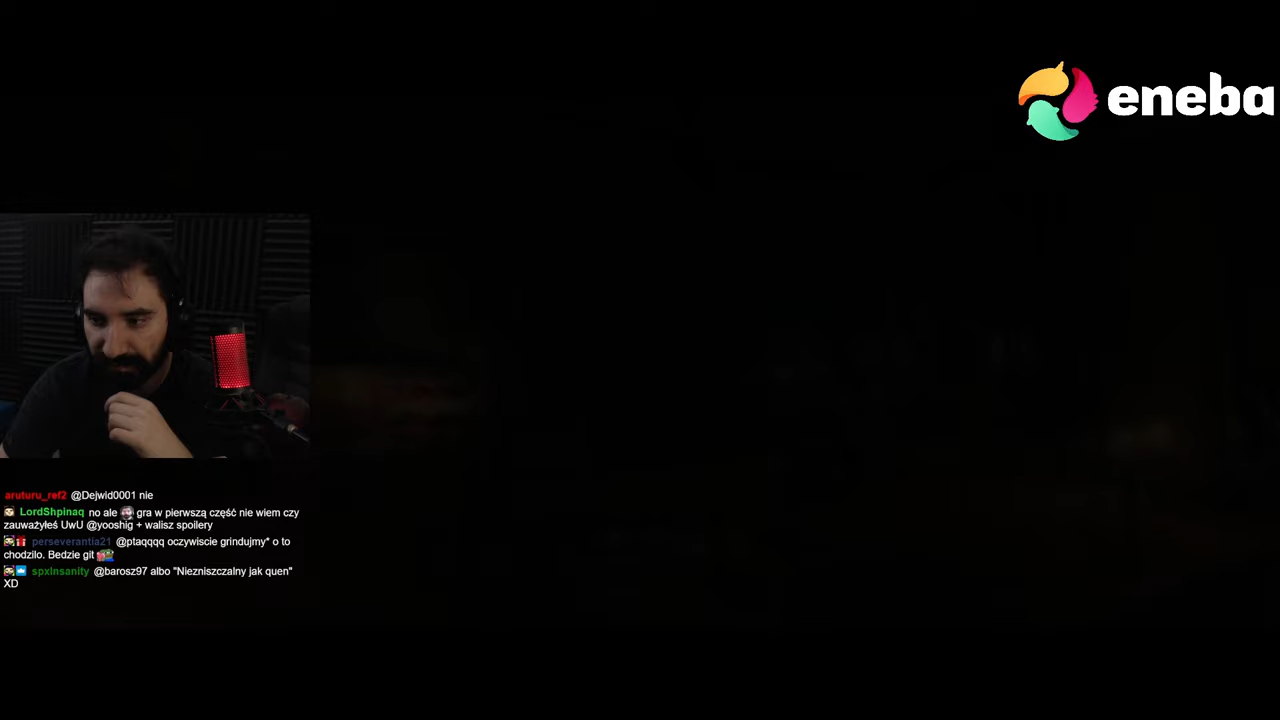 eneba
aruturu_ref2 @Dejwid0001 nie
LordShpinaq no ale gra w pierwszą część nie wiem czy
zauważyłeś UwU @yooshig + walisz spoilery
perseverantia21 @ptaqqqq oczywiscie grindujmy* o to
chodzilo. Bedzie git
spxInsanity @barosz97 albo "Niezniszczalny jak quen"
XD